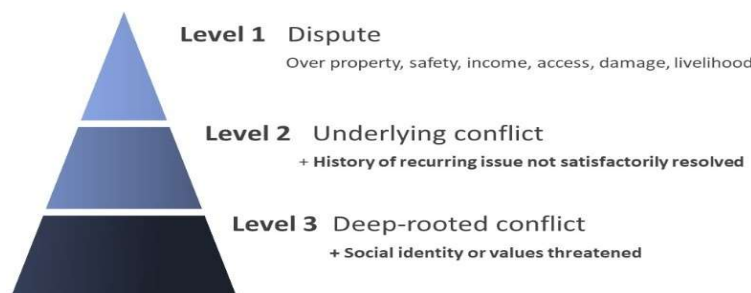 Level 1 Dispute
Over property, safety, income, access, damage, livelihood
Level 2 Underlying conflict
+ History of recurring issue not satisfactorily resolved
Level 3 Deep-rooted conflict
+ Social identity or values threatened